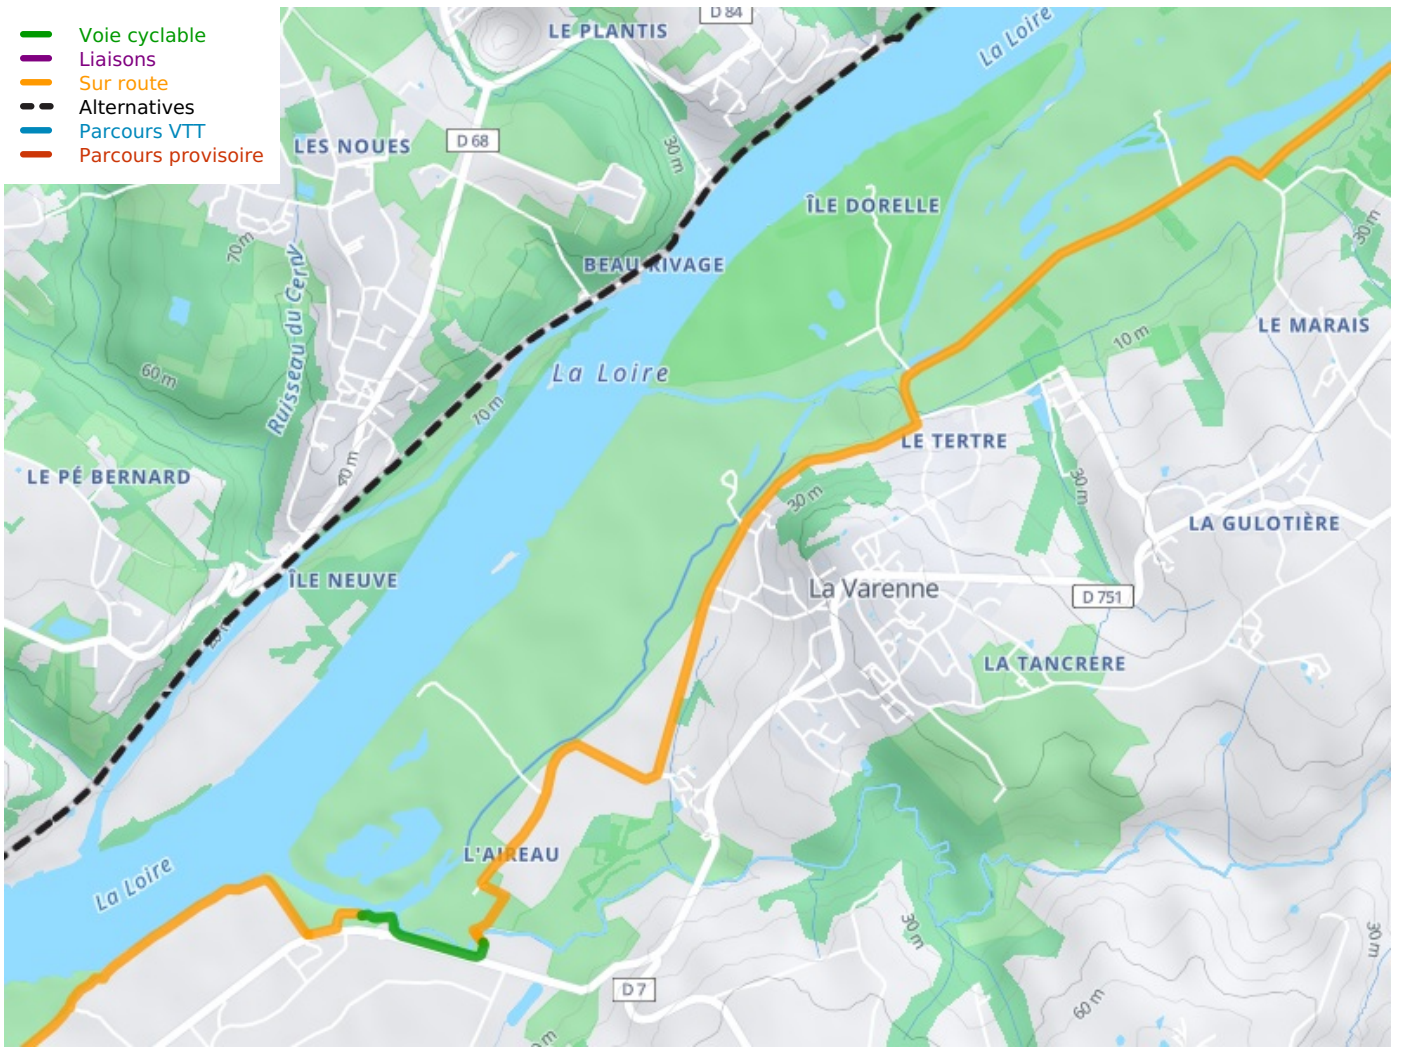 Voie cyclable
Liaisons
Sur route
Alternatives
Parcours VTT
Parcours provisoire
D 84
LE PLANTIS
La Loire
D 68
LES NOUES
30 m
ÎLE DORELLE
70 m
30 m
BEAU RIVAGE
Ruisseau du Cerny
LE MARAIS
10 m
La Loire
60 m
70 m
LE TERTRE
40 m
LE PÉ BERNARD
30 m
30 m
LA GULOTIÈRE
ÎLE NEUVE
La Varenne
D 751
LA TANCRERE
L'AIREAU
La Loire
30 m
30 m
D 7
60 m